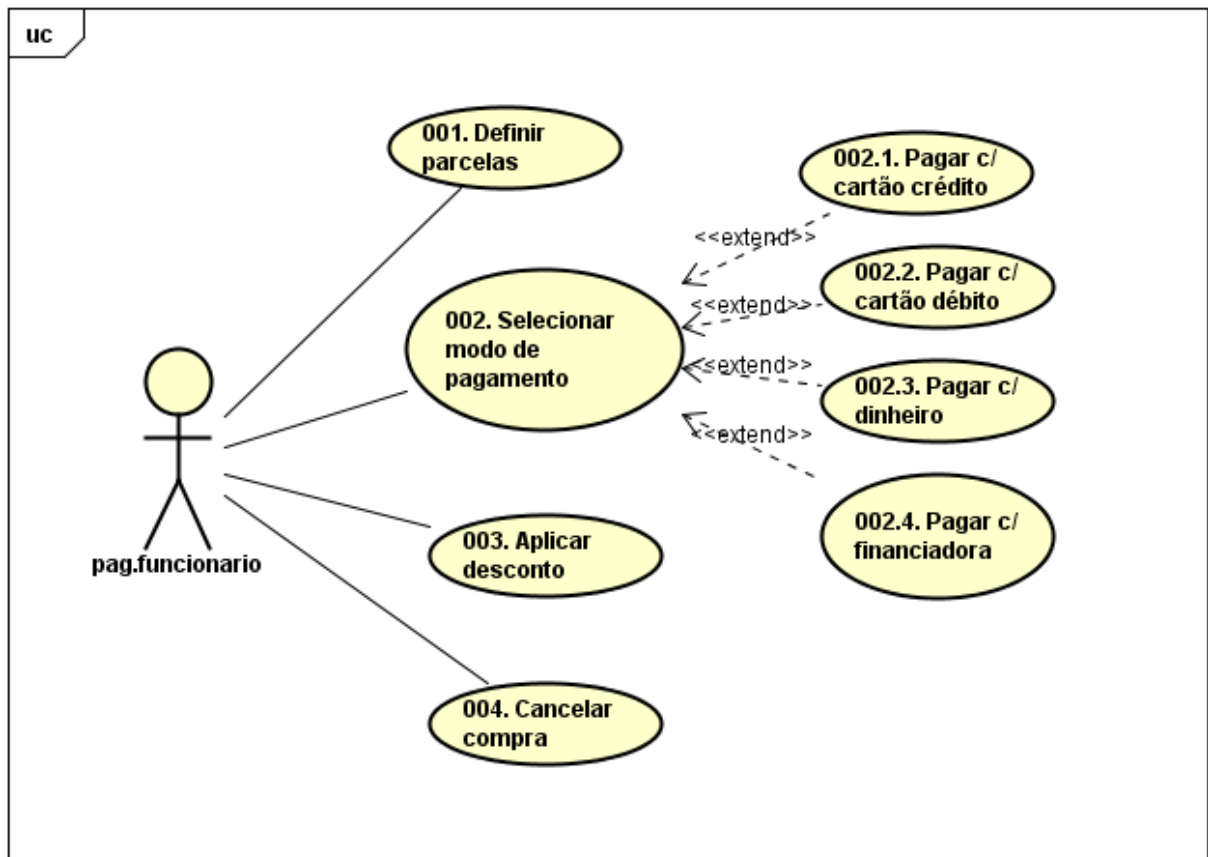 uc
001. Definir
parcelas
002.1. Pagar c/
cartão crédito
<<extend>>
002.2. Pagar c/
cartão débito
<<extend>>
002. Selecionar
modo de
pagamento
<<extend>>
002.3. Pagar c/
dinheiro
<<extend>>
002.4. Pagar c/
financiadora
pag.funcionario
003. Aplicar
desconto
004. Cancelar
compra